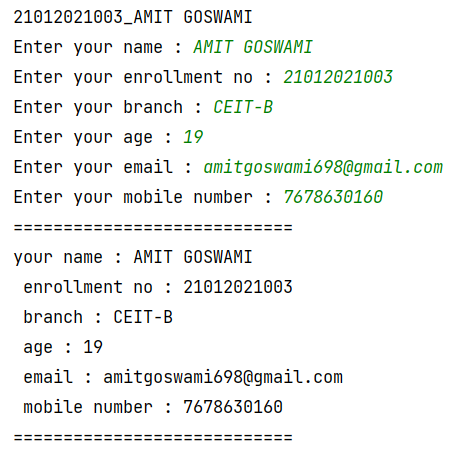 21012021003_AMIT GOSWAMI
Enter your name : AMIT GOSWAMI
Enter your enrollment no : 21012021003
Enter your branch : CEIT-B
Enter your age : 19
Enter your email : amitgoswami698@gmail.com
Enter your mobile number : 7678630160
============================
your name : AMIT GOSWAMI
 enrollment no : 21012021003
 branch : CEIT-B
 age : 19
 email : amitgoswami698@gmail.com
 mobile number : 7678630160
============================